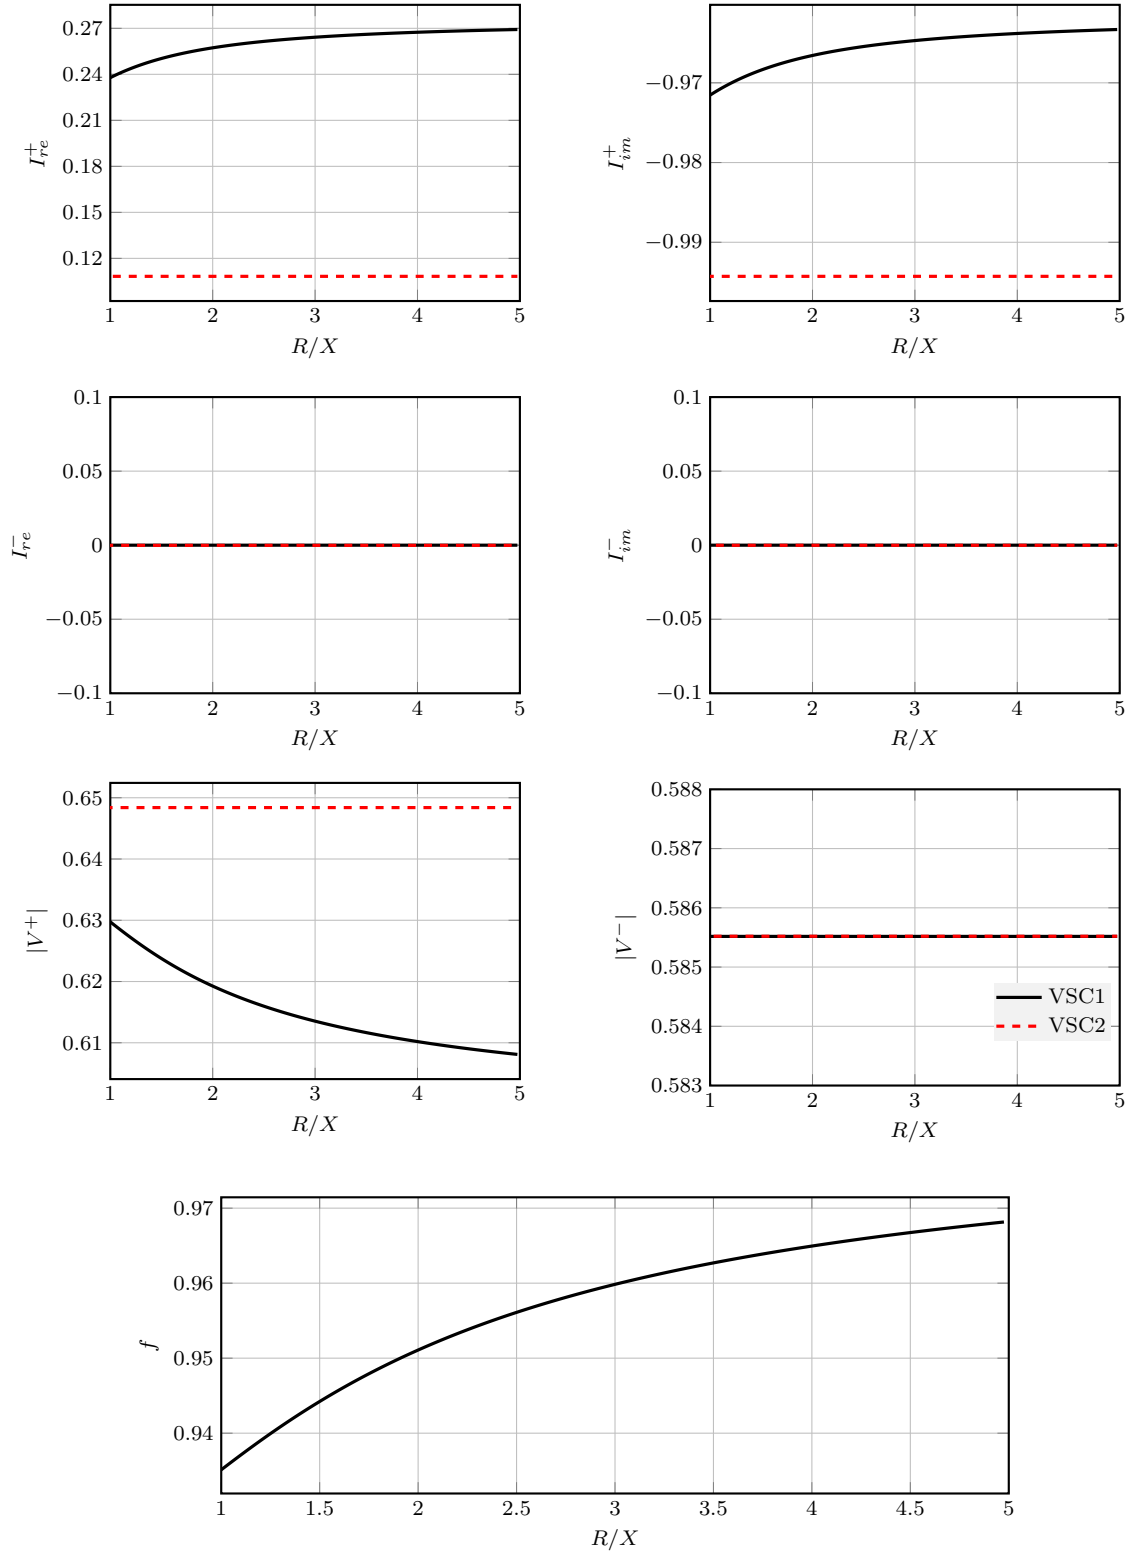 0.27
0.24
0.21
0.18
0.15
0.12
I_{re}^{+}
1 2 3 4 5
R/X
−0.97
−0.98
−0.99
I_{im}^{+}
1 2 3 4 5
R/X
0.1
0.05
0
−0.05
−0.1
I_{re}^{−}
1 2 3 4 5
R/X
0.1
0.05
0
−0.05
−0.1
I_{im}^{−}
1 2 3 4 5
R/X
0.65
0.64
0.63
0.62
0.61
|V^{+}|
1 2 3 4 5
R/X
0.588
0.587
0.586
0.585
0.584
0.583
|V^{−}|
VSC1
VSC2
1 2 3 4 5
R/X
0.97
0.96
0.95
0.94
f
1 1.5 2 2.5 3 3.5 4 4.5 5
R/X